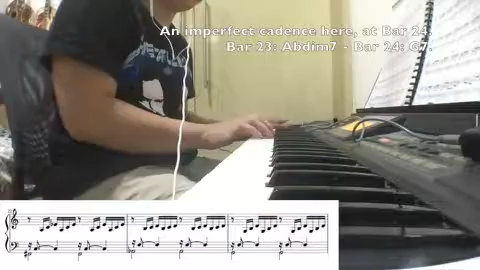 An imperfect cadence here, at Bar 24.
Bar 23: Abdim7 - Bar 24: G7.